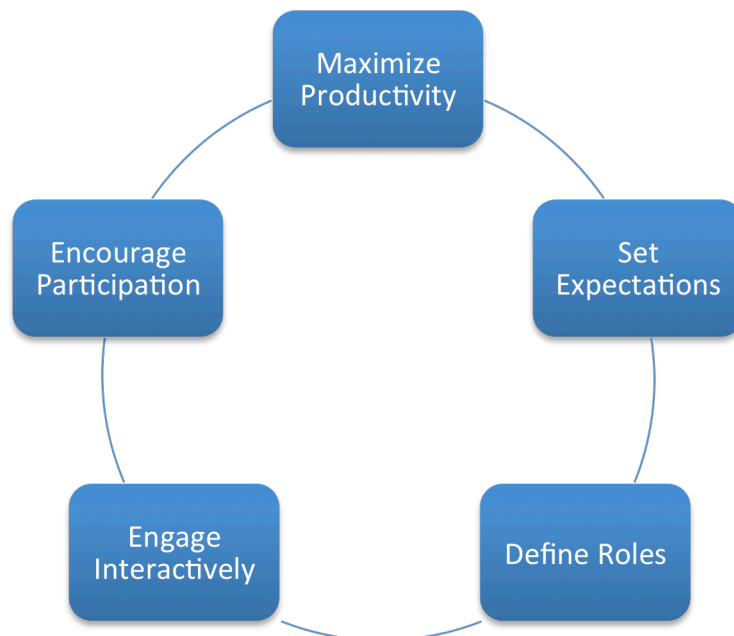 Maximize
Productivity
Set
Expectations
Define Roles
Engage
Interactively
Encourage
Participation